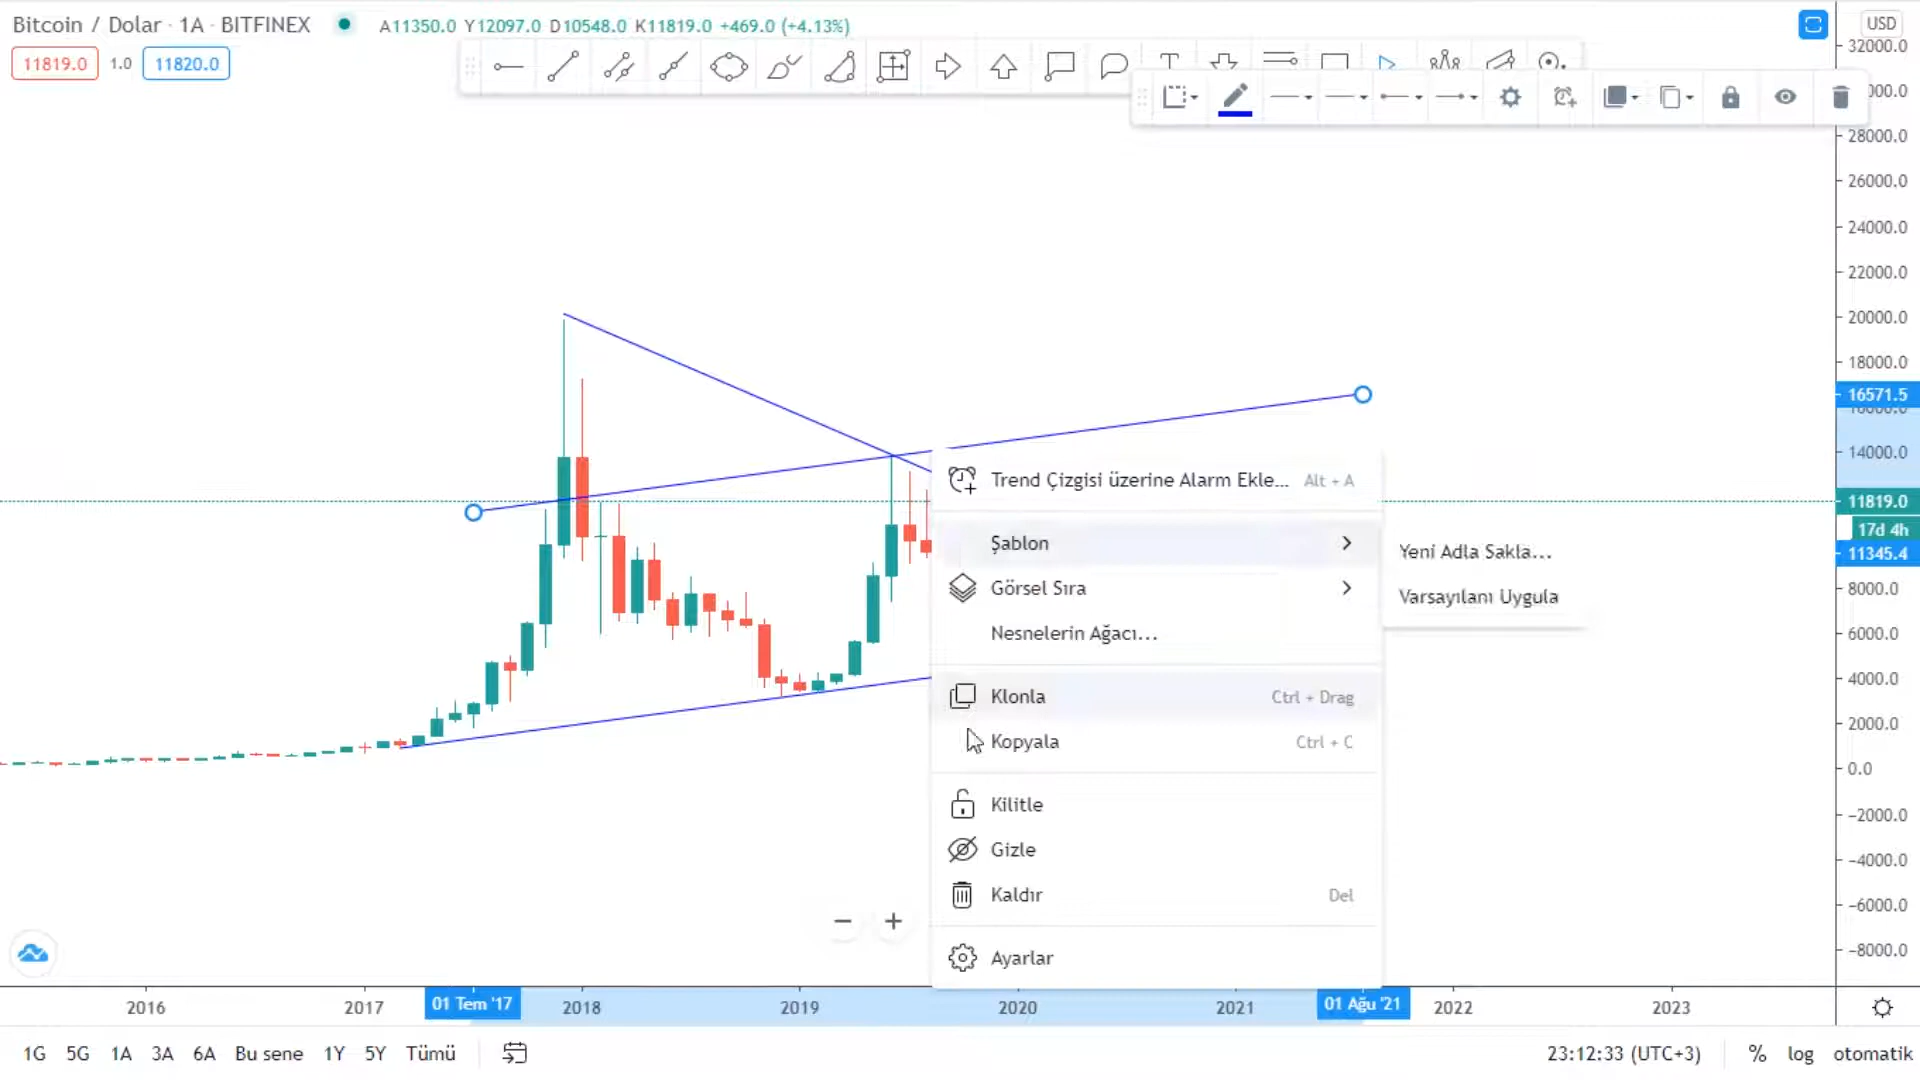 Bitcoin / Dolar · 1A · BITFINEX
A11350.0 Y12097.0 D10548.0 K11819.0 +469.0 (+4.13%)
USD
11819.0 1.0 11820.0
32000.0
28000.0
26000.0
24000.0
22000.0
20000.0
18000.0
16571.5
16000.0
14000.0
11819.0
17d 4h
11345.4
8000.0
6000.0
4000.0
2000.0
0.0
−2000.0
−4000.0
−6000.0
−8000.0
Trend Çizgisi üzerine Alarm Ekle... Alt + A
Şablon
Görsel Sıra
Nesnelerin Ağacı...
Klonla Ctrl + Drag
Kopyala Ctrl + C
Kilitle
Gizle
Kaldır Del
Ayarlar
Yeni Adla Sakla...
Varsayılanı Uygula
2016 2017 01 Tem '17 2018 2019 2020 2021 01 Ağu '21 2022 2023
1G 5G 1A 3A 6A Bu sene 1Y 5Y Tümü
23:12:33 (UTC+3) % log otomatik